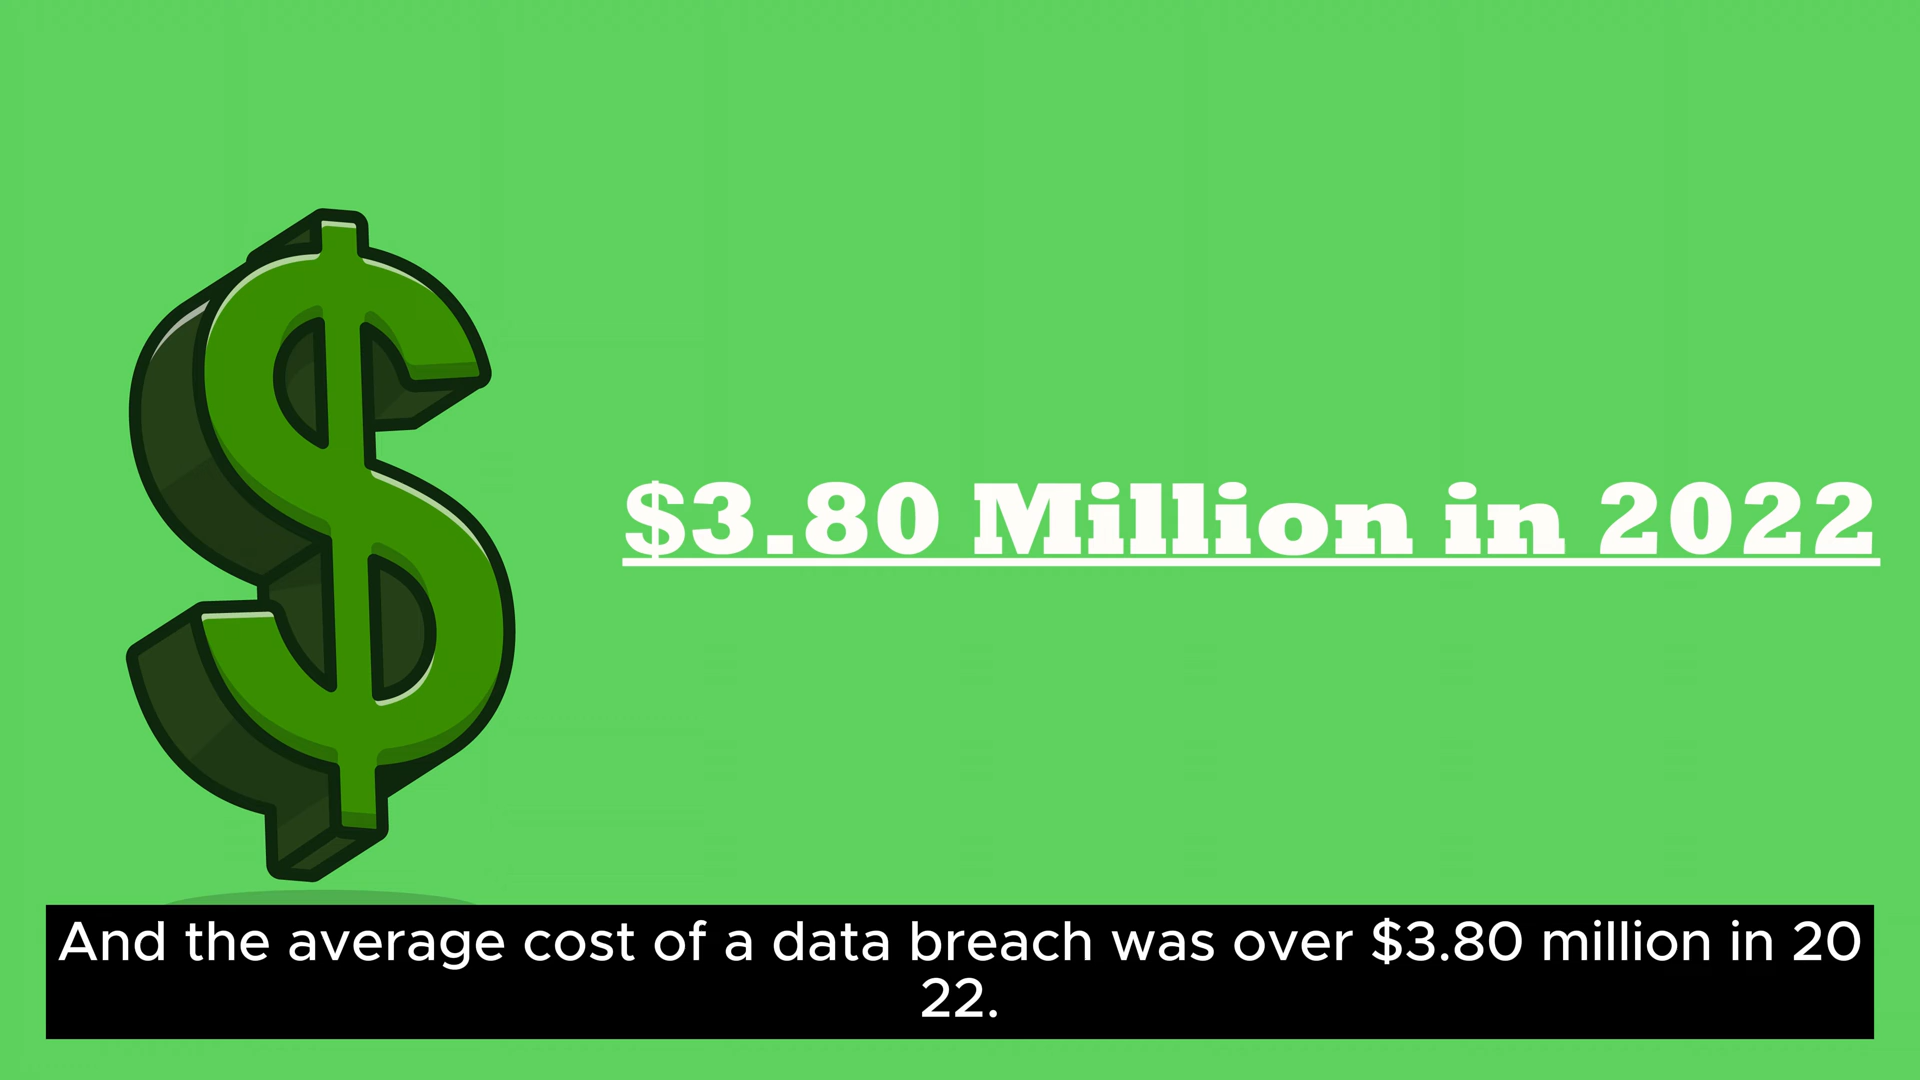 $3.80 Million in 2022
And the average cost of a data breach was over $3.80 million in 20
22.